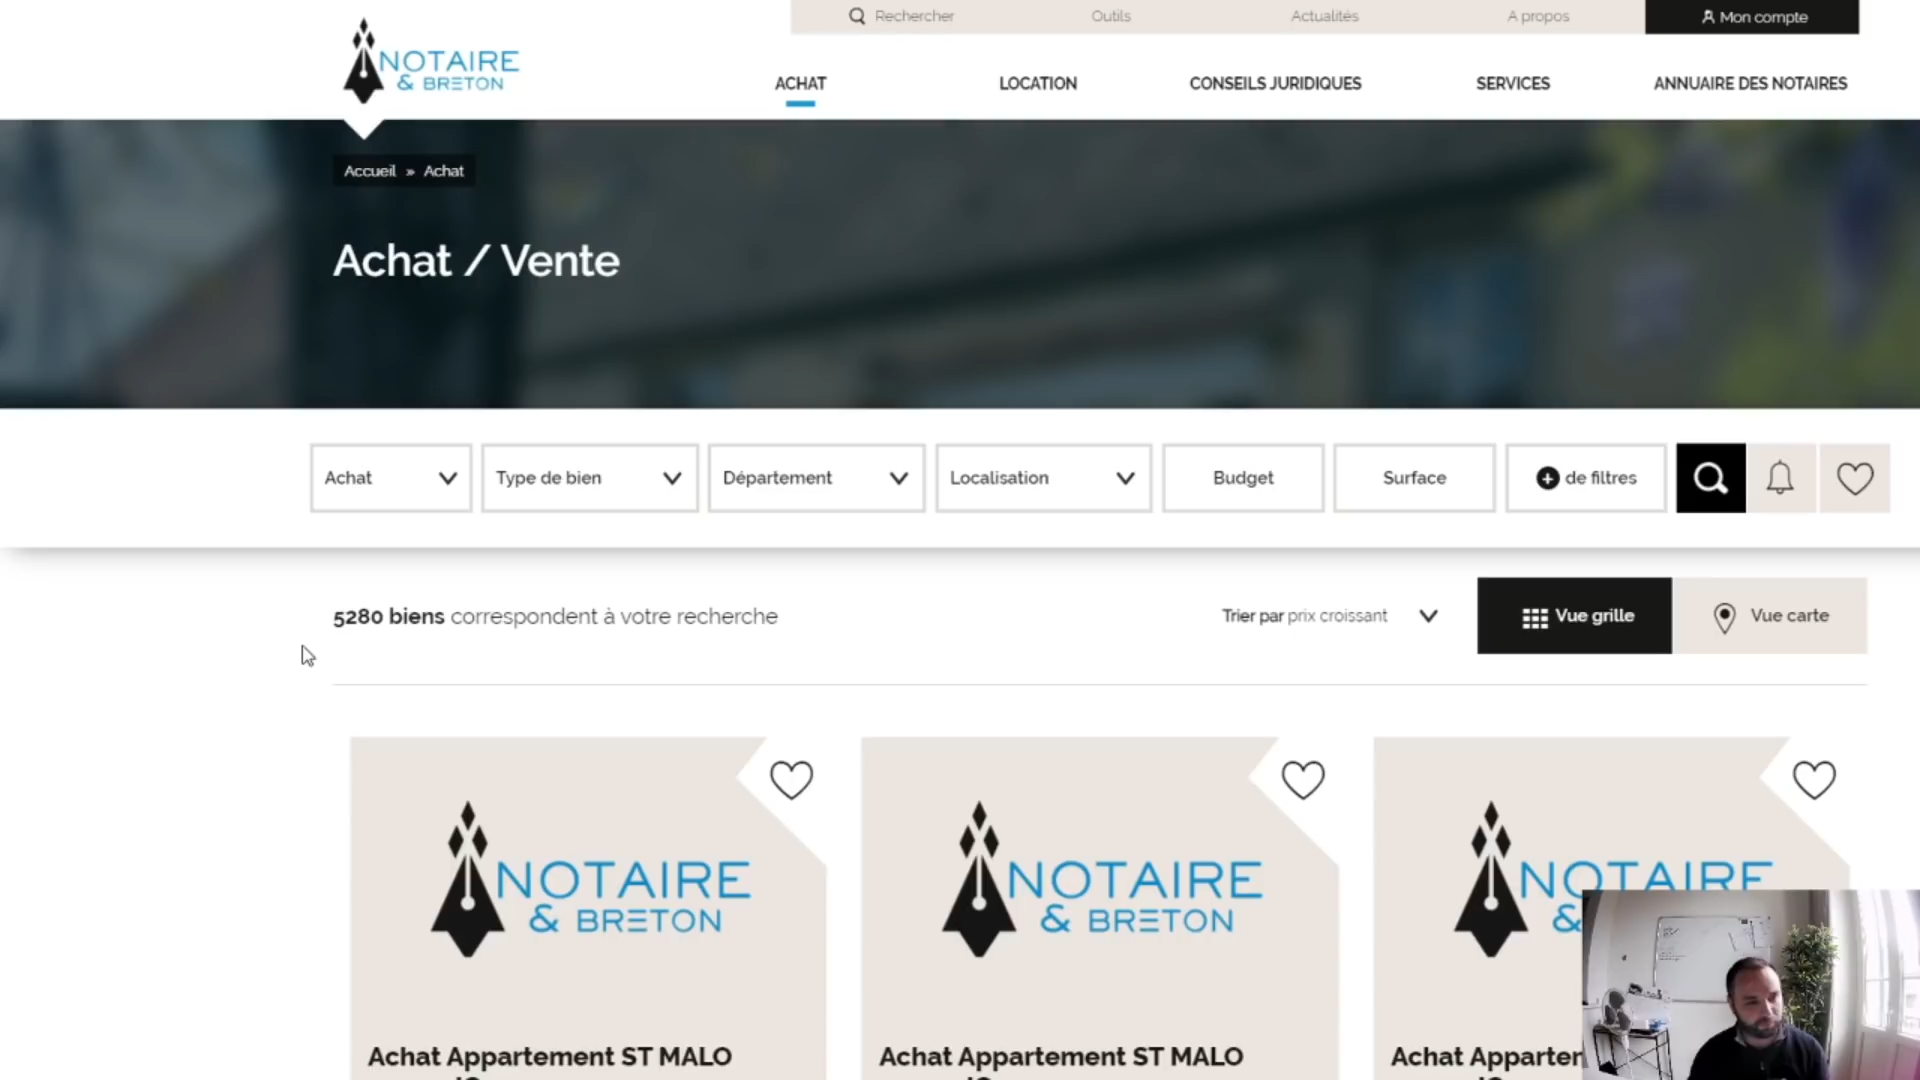 Rechercher
Outils
Actualités
A propos
Mon compte
NOTAIRE
& BRETON
ACHAT
LOCATION
CONSEILS JURIDIQUES
SERVICES
ANNUAIRE DES NOTAIRES
Accueil » Achat
Achat / Vente
Achat
Type de bien
Département
Localisation
Budget
Surface
de filtres
5280 biens correspondent à votre recherche
Trier par prix croissant
Vue grille
Vue carte
NOTAIRE
& BRETON
NOTAIRE
& BRETON
NOTAIRE
&
Achat Appartement ST MALO
Achat Appartement ST MALO
Achat